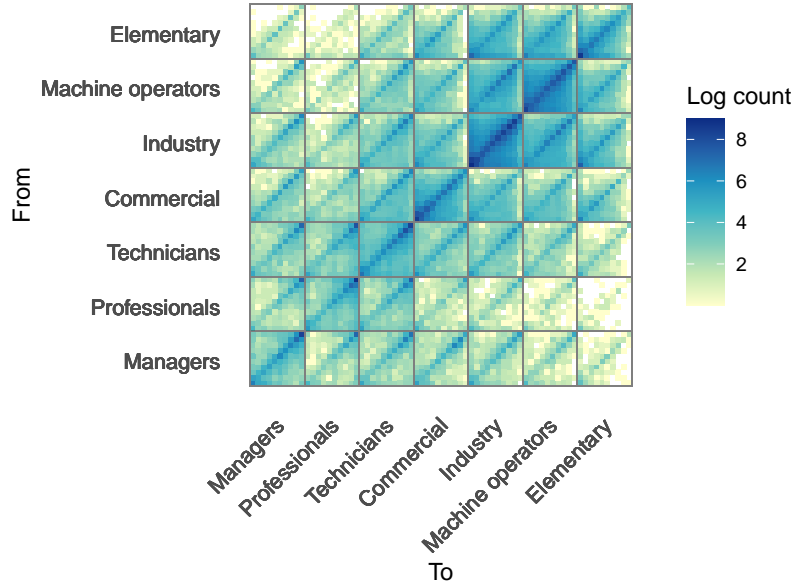 Elementary
Machine operators
Industry
Commercial
Technicians
Professionals
Managers
From
Managers
Professionals
Technicians
Commercial
Industry
Machine operators
Elementary
To
Log count
8
6
4
2